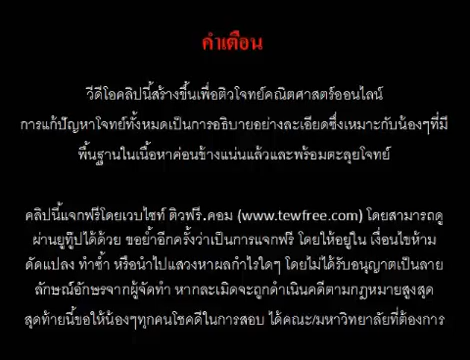 คำเตือน
วีดีโอคลิปนี้สร้างขึ้นเพื่อติวโจทย์คณิตศาสตร์ออนไลน์
การแก้ปัญหาโจทย์ทั้งหมดเป็นการอธิบายอย่างละเอียดซึ่งเหมาะกับน้องๆที่มี
พื้นฐานในเนื้อหาค่อนข้างแน่นแล้วและพร้อมตะลุยโจทย์
คลิปนี้แจกฟรีโดยเวบไซท์ ติวฟรี.คอม (www.tewfree.com) โดยสามารถดู
ผ่านยูทู๊ปได้ด้วย ขอย้ำอีกครั้งว่าเป็นการแจกฟรี โดยให้อยู่ใน เงื่อนไขห้าม
ดัดแปลง ทำซ้ำ หรือนำไปแสวงหาผลกำไรใดๆ โดยไม่ได้รับอนุญาตเป็นลาย
ลักษณ์อักษรจากผู้จัดทำ หากละเมิดจะถูกดำเนินคดีตามกฎหมายสูงสุด
สุดท้ายนี้ขอให้น้องๆทุกคนโชคดีในการสอบ ได้คณะ/มหาวิทยาลัยที่ต้องการ